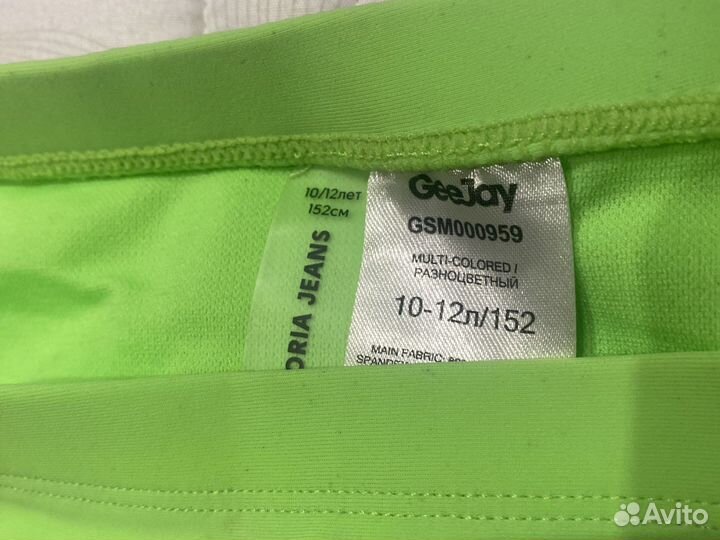 10/12лет
152см
ORIA JEANS
GeeJay
GSM000959
MULTI-COLORED /
РАЗНОЦВЕТНЫЙ
10-12л/152
MAIN FABRIC:
Avito